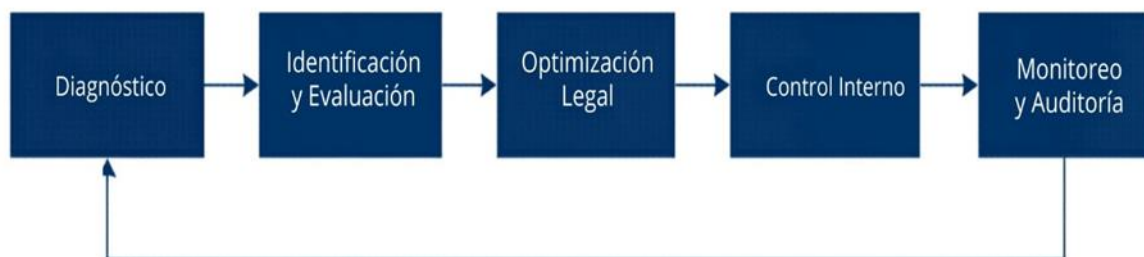 Diagnóstico
Identificación
y Evaluación
Optimización
Legal
Control Interno
Monitoreo
y Auditoría